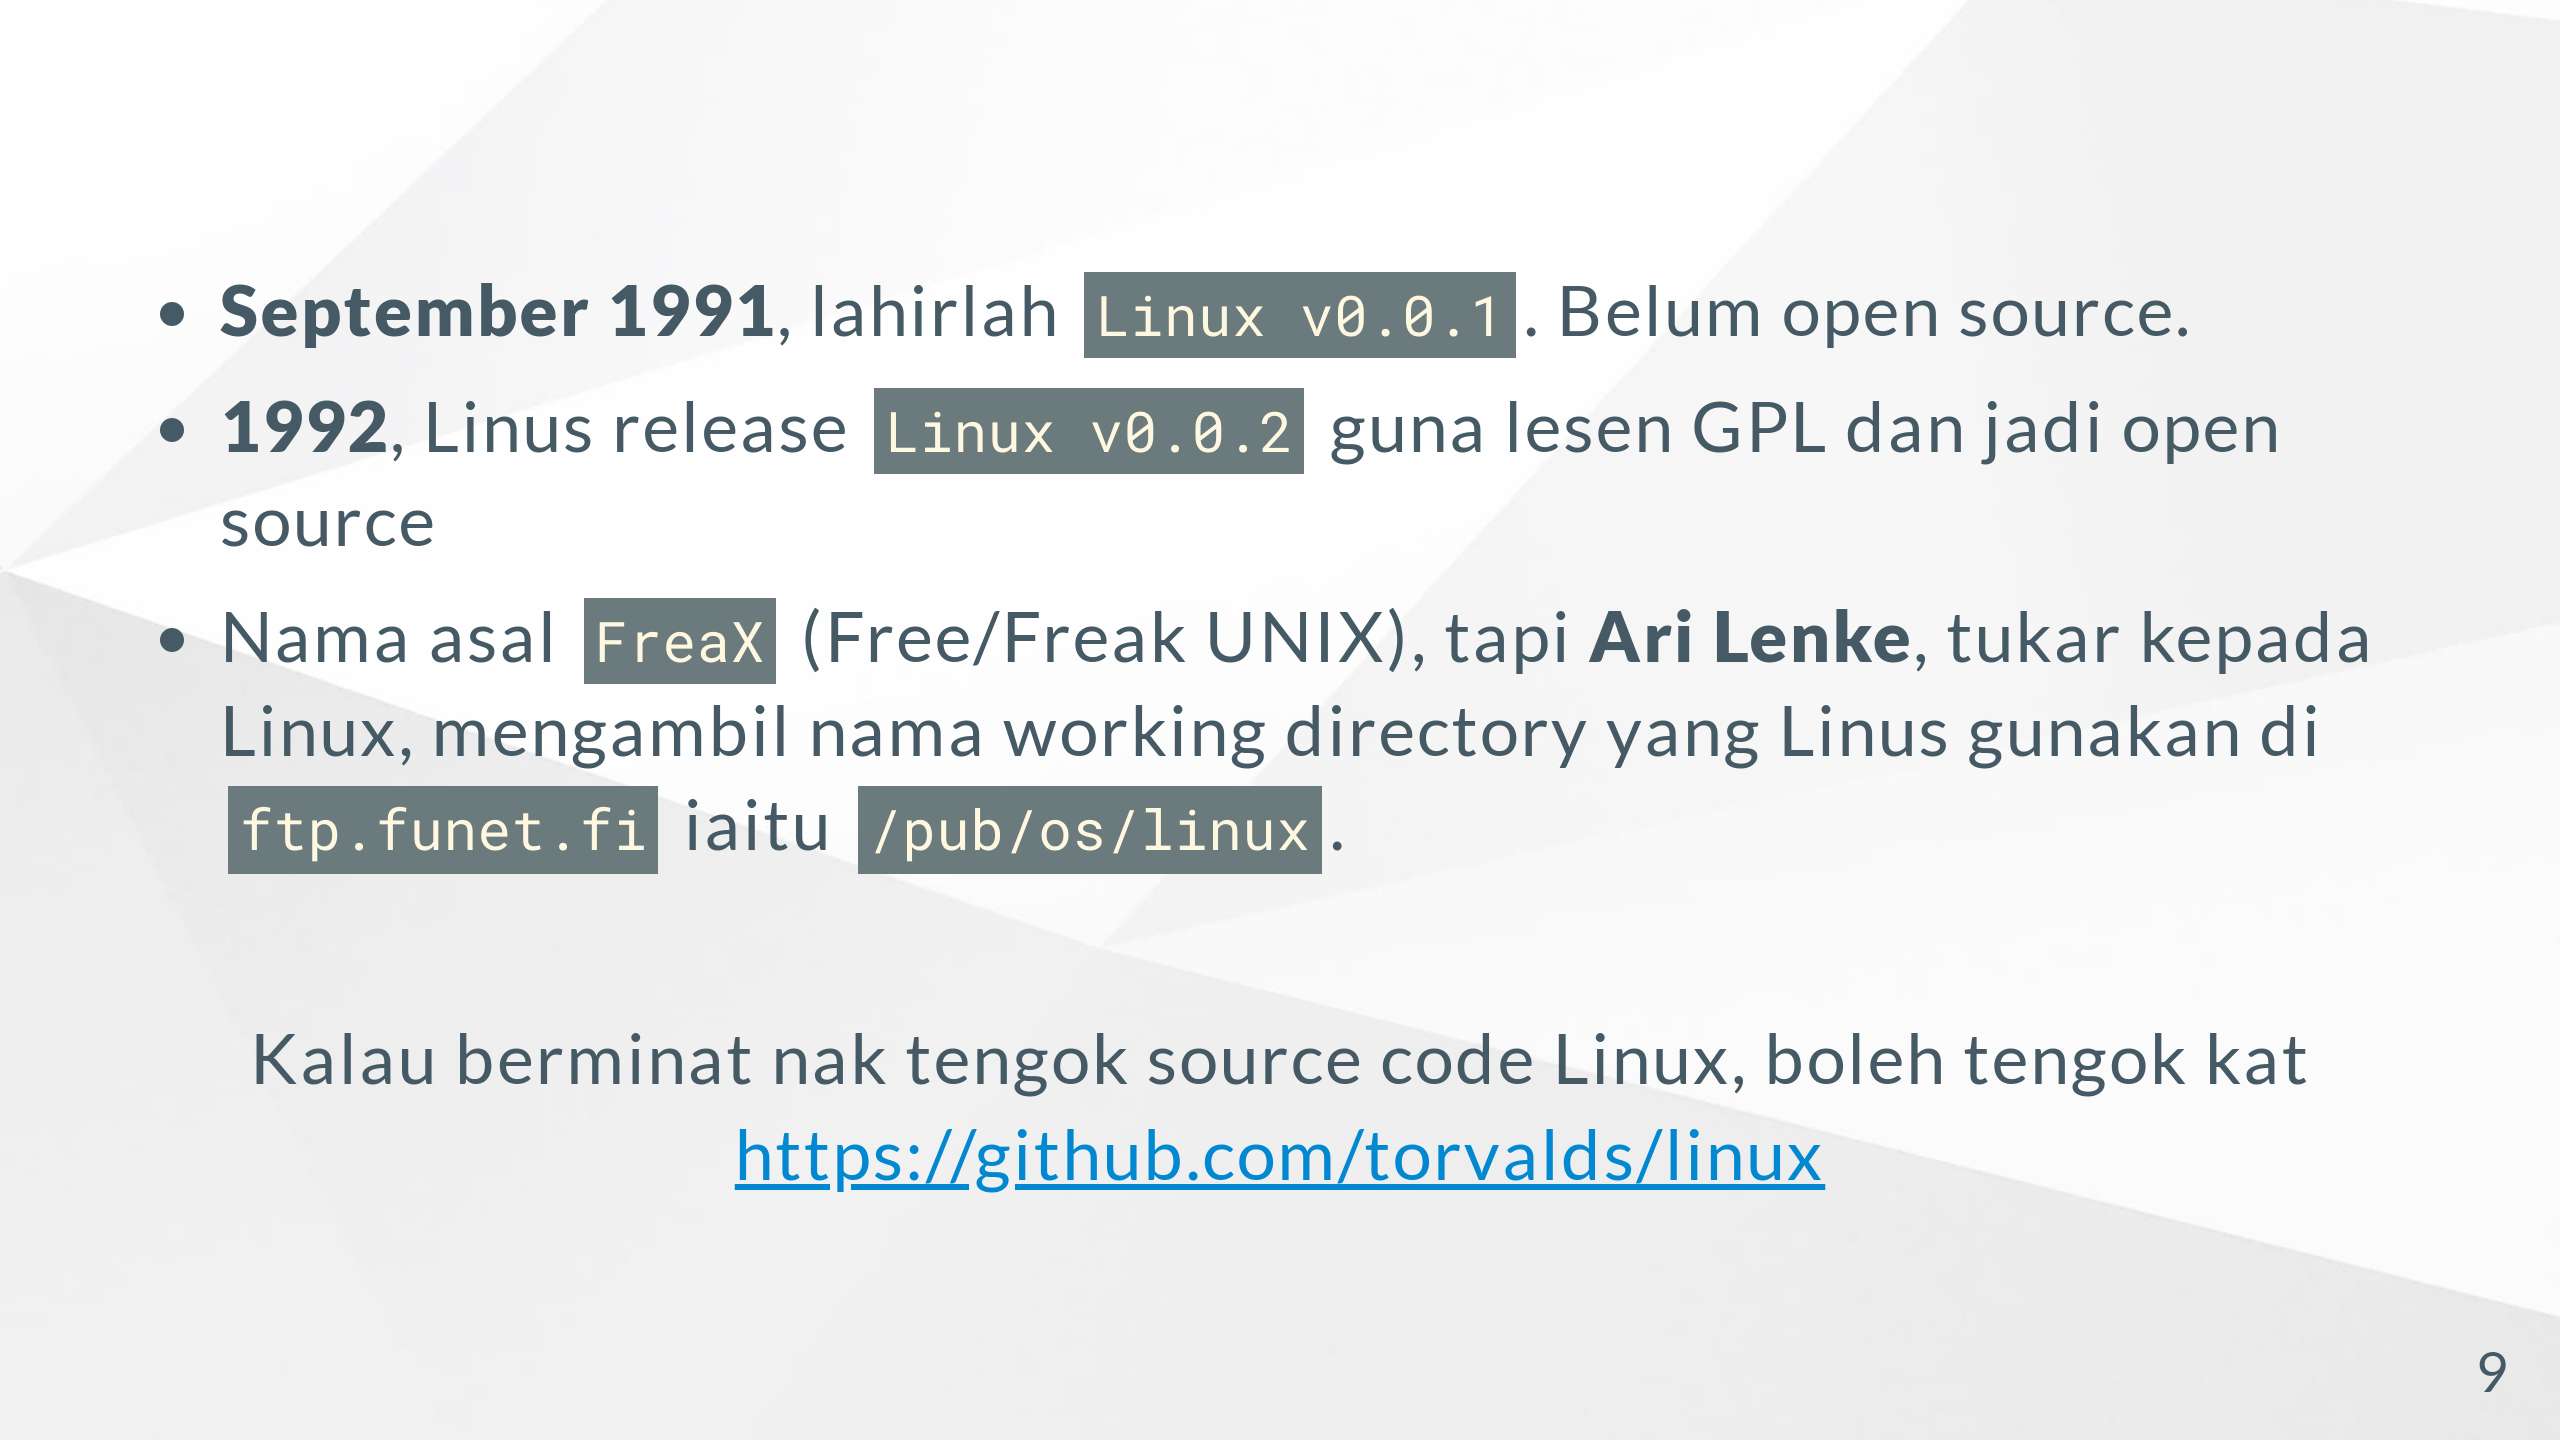 • September 1991, lahirlah Linux v0.0.1. Belum open source.
• 1992, Linus release Linux v0.0.2 guna lesen GPL dan jadi open
source
• Nama asal FreaX (Free/Freak UNIX), tapi Ari Lenke, tukar kepada
Linux, mengambil nama working directory yang Linus gunakan di
ftp.funet.fi iaitu /pub/os/linux.
Kalau berminat nak tengok source code Linux, boleh tengok kat
https://github.com/torvalds/linux
9